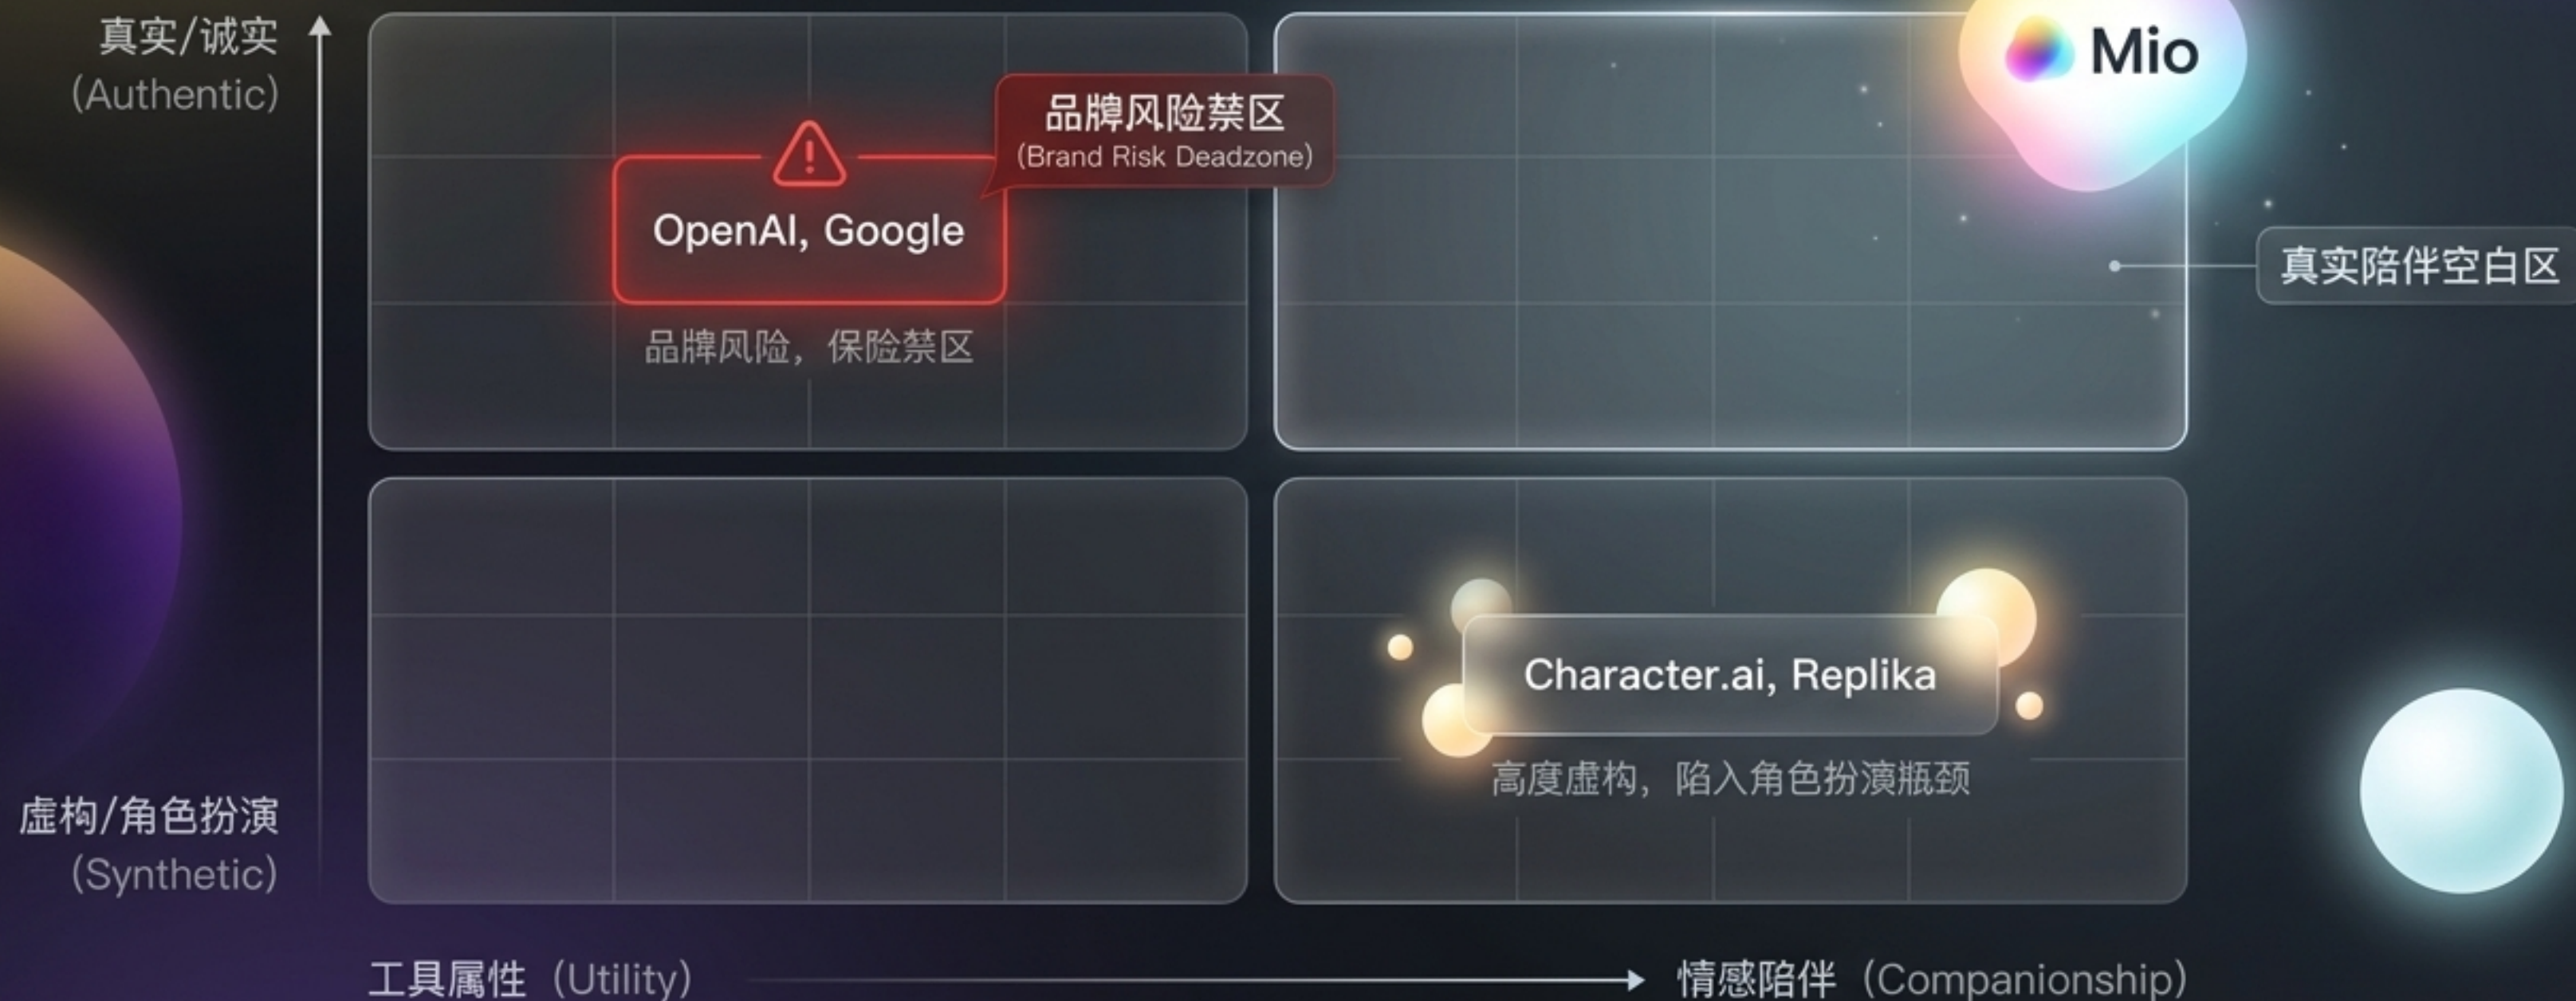 真实/诚实
(Authentic)
Mio
品牌风险禁区
(Brand Risk Deadzone)
OpenAI, Google
品牌风险，保险禁区
真实陪伴空白区
Character.ai, Replika
高度虚构，陷入角色扮演瓶颈
虚构/角色扮演
(Synthetic)
工具属性（Utility）
情感陪伴（Companionship）